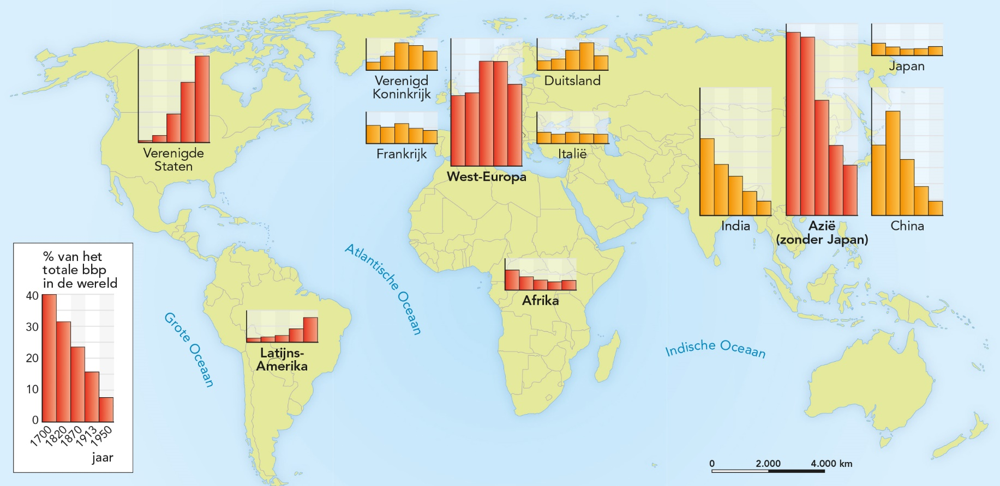 Verenigde
Staten
Verenigd
Koninkrijk
Frankrijk
West-Europa
Duitsland
Italië
India
Azië
(zonder Japan)
Japan
China
Afrika
Latijns-
Amerika
Atlantische Oceaan
Grote Oceaan
Indische Oceaan
% van het
totale bbp
in de wereld
40
30
20
10
0
1700
1820
1870
1913
1950
jaar
0 2.000 4.000 km